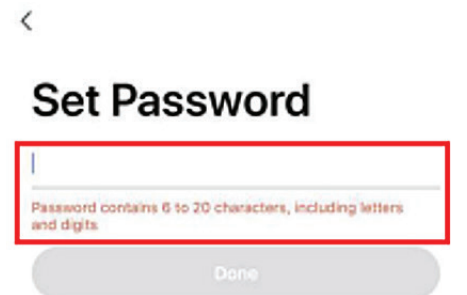 Set Password
Password contains 6 to 20 characters, including letters
and digits
Done